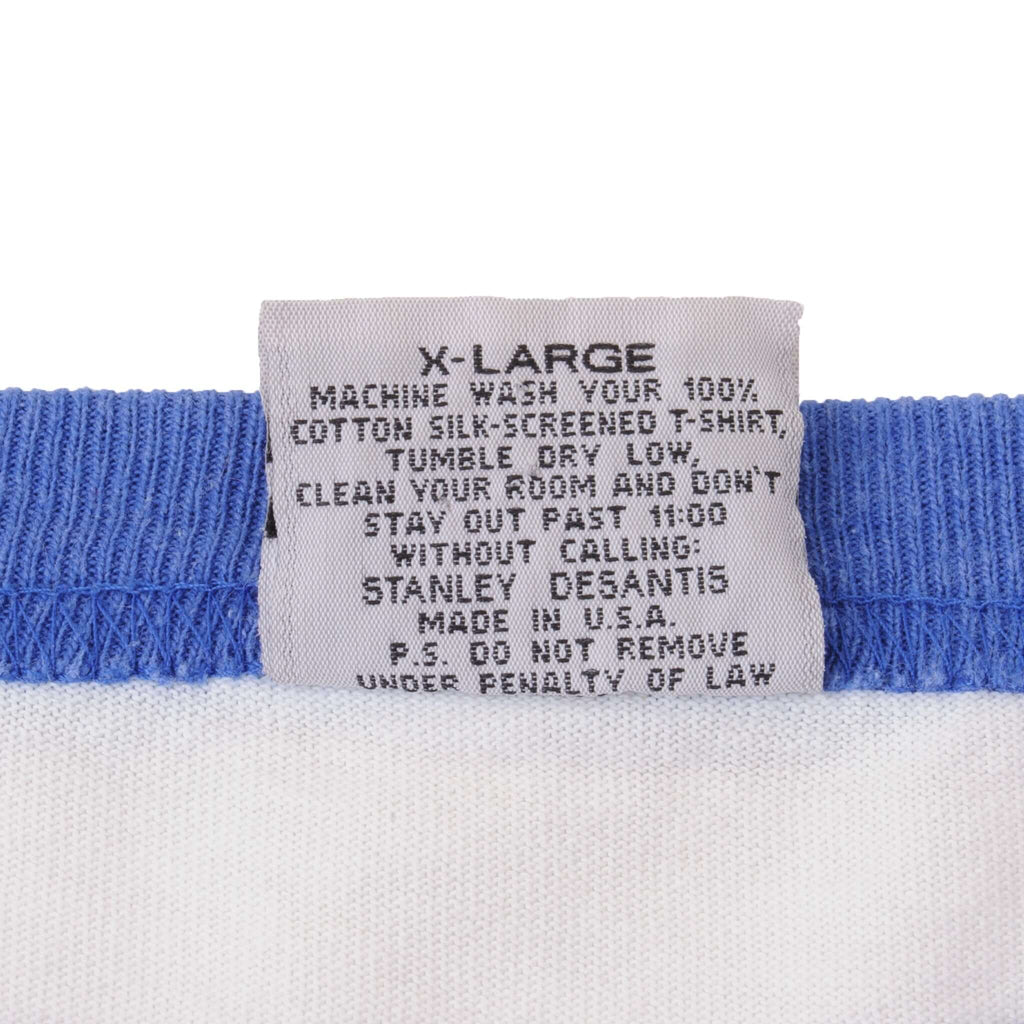 X-LARGE
MACHINE WASH YOUR 100%
COTTON SILK-SCREENED T-SHIRT,
TUMBLE DRY LOW,
CLEAN YOUR ROOM AND DON'T
STAY OUT PAST 11:00
WITHOUT CALLING:
STANLEY DESANTIS
MADE IN U.S.A.
P.S. DO NOT REMOVE
UNDER PENALTY OF LAW